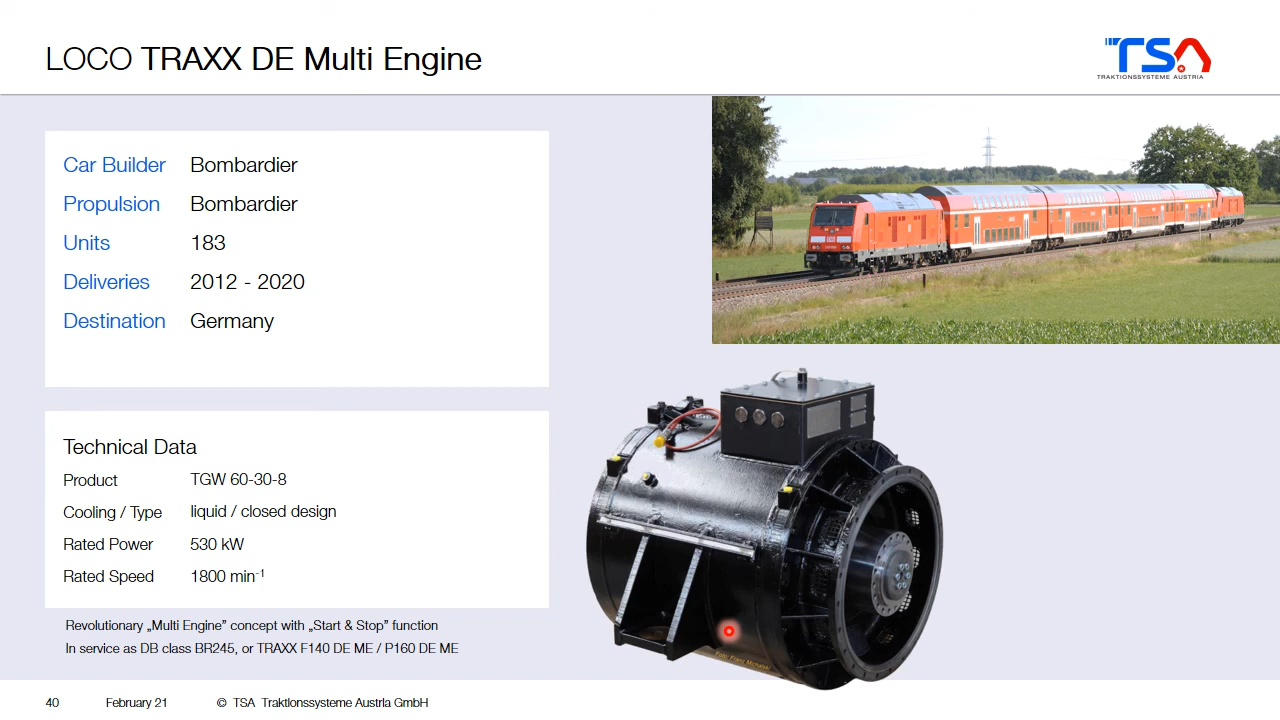 LOCO TRAXX DE Multi Engine
TSA
TRAKTIONSSYSTEME AUSTRIA
Car Builder Bombardier
Propulsion Bombardier
Units 183
Deliveries 2012 - 2020
Destination Germany
Technical Data
Product TGW 60-30-8
Cooling / Type liquid / closed design
Rated Power 530 kW
Rated Speed 1800 min⁻¹
Revolutionary „Multi Engine” concept with „Start & Stop” function
In service as DB class BR245, or TRAXX F140 DE ME / P160 DE ME
Foto: Franz Michalski
40 February 21 © TSA Traktionssysteme Austria GmbH